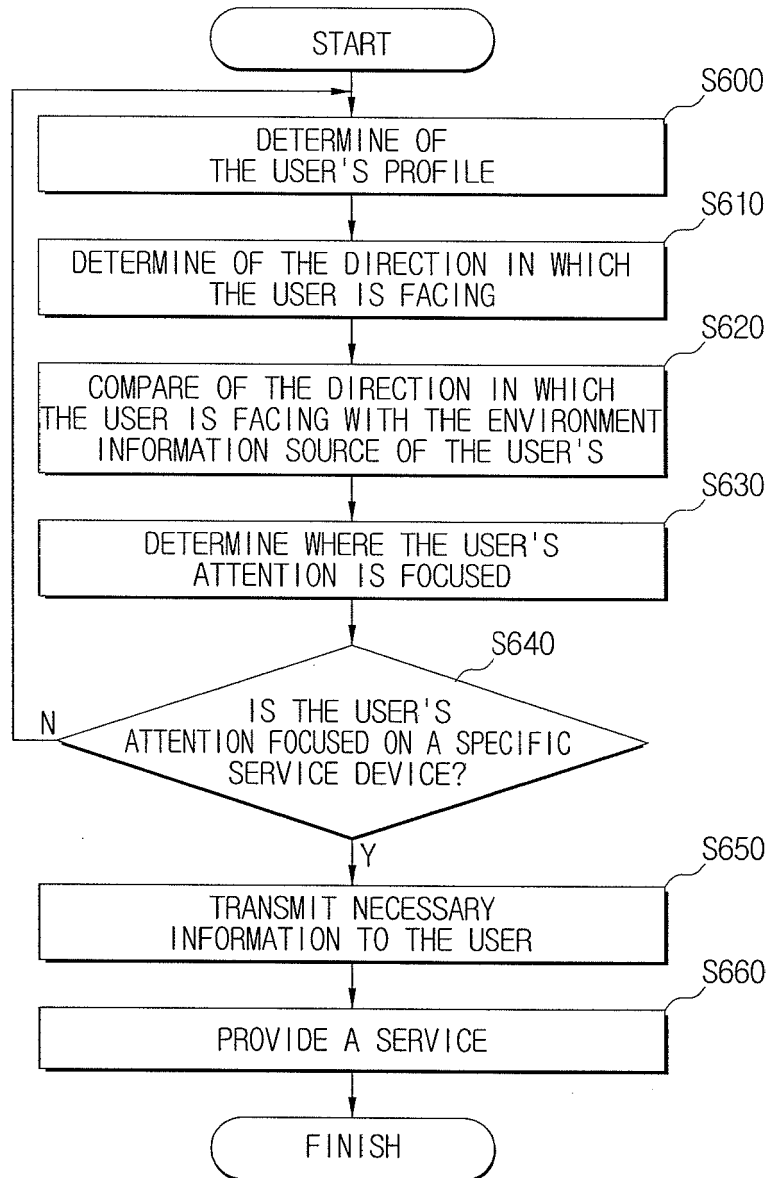 START
S600
DETERMINE OF
THE USER'S PROFILE
S610
DETERMINE OF THE DIRECTION IN WHICH
THE USER IS FACING
S620
COMPARE OF THE DIRECTION IN WHICH
THE USER IS FACING WITH THE ENVIRONMENT
INFORMATION SOURCE OF THE USER'S
S630
DETERMINE WHERE THE USER'S
ATTENTION IS FOCUSED
S640
IS THE USER'S
ATTENTION FOCUSED ON A SPECIFIC
SERVICE DEVICE?
N
Y
S650
TRANSMIT NECESSARY
INFORMATION TO THE USER
S660
PROVIDE A SERVICE
FINISH